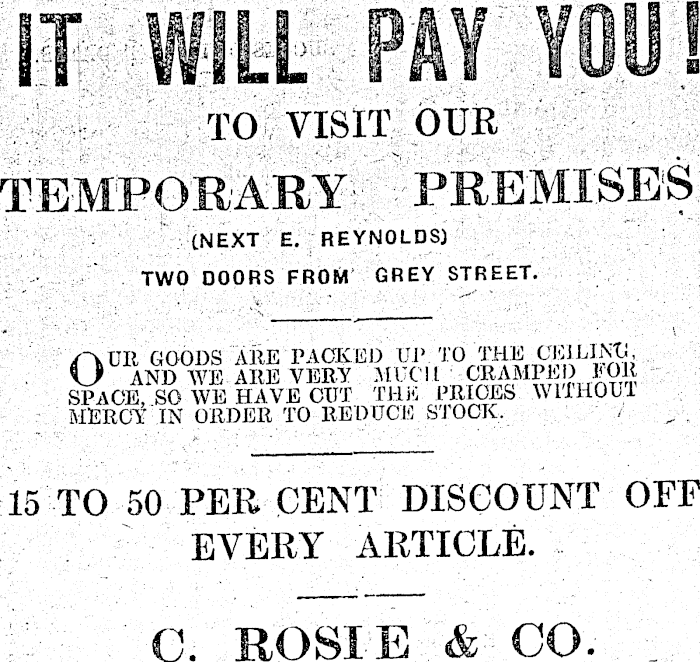 IT WILL PAY YOU!
TO VISIT OUR
TEMPORARY PREMISES
(NEXT E. REYNOLDS)
TWO DOORS FROM GREY STREET.
OUR GOODS ARE PACKED UP TO THE CEILING,
AND WE ARE VERY MUCH CRAMPED FOR
SPACE, SO WE HAVE CUT THE PRICES WITHOUT
MERCY IN ORDER TO REDUCE STOCK.
15 TO 50 PER CENT DISCOUNT OFF
EVERY ARTICLE.
C. ROSIE & CO.